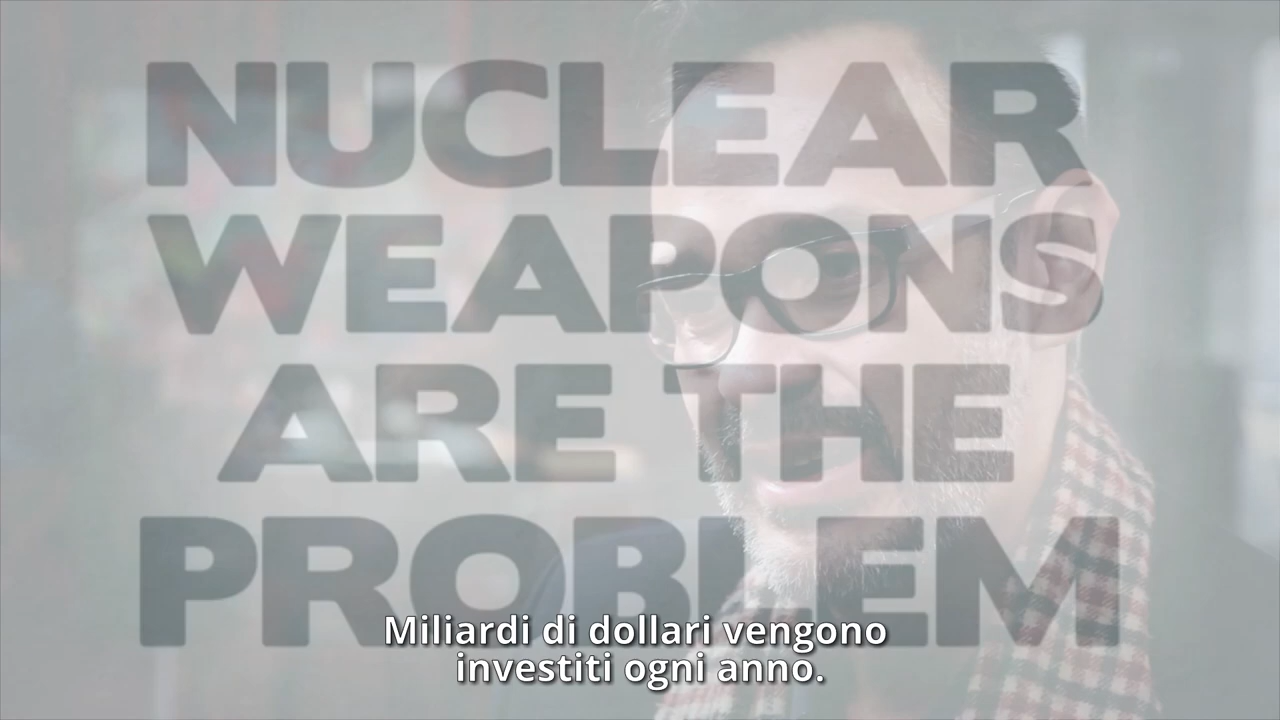 NUCLEAR
WEAPONS
ARE THE
PROBLEM
Miliardi di dollari vengono
investiti ogni anno.